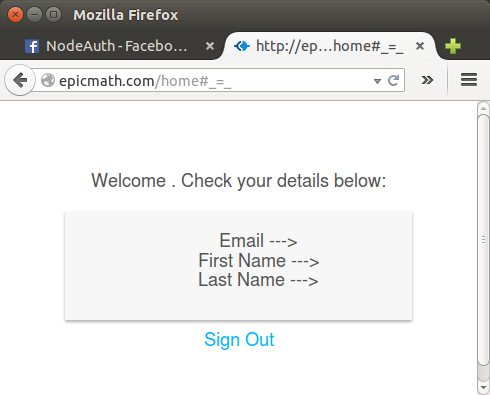 Mozilla Firefox
NodeAuth - Facebo...
http://ep...home#_=_
epicmath.com/home#_=_
Welcome . Check your details below:
Email --->
First Name --->
Last Name --->
Sign Out